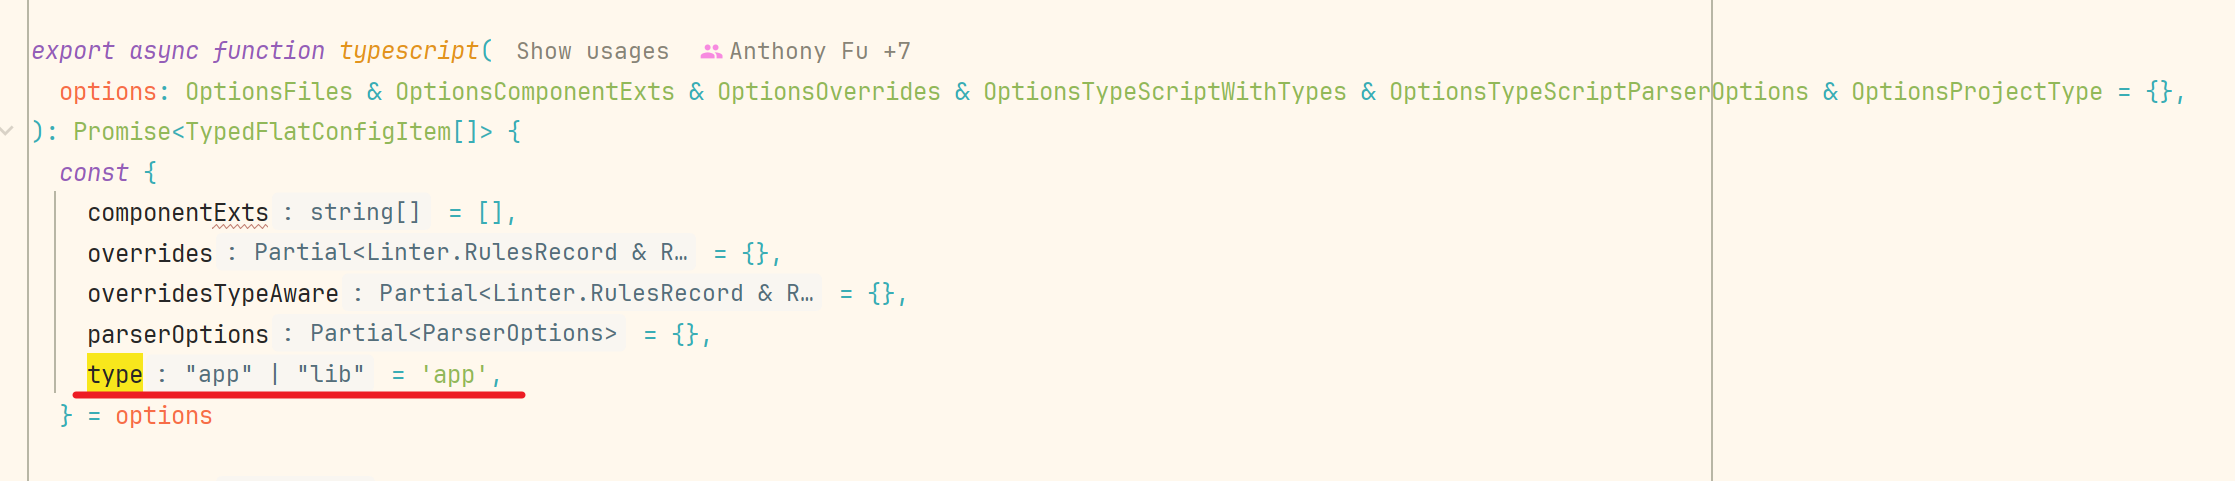 export async function typescript( Show usages Anthony Fu +7
options: OptionsFiles & OptionsComponentExts & OptionsOverrides & OptionsTypeScriptWithTypes & OptionsTypeScriptParserOptions & OptionsProjectType = {},
): Promise<TypedFlatConfigItem[]> {
const {
componentExts : string[] = [],
overrides : Partial<Linter.RulesRecord & R… = {},
overridesTypeAware : Partial<Linter.RulesRecord & R… = {},
parserOptions : Partial<ParserOptions> = {},
type : "app" | "lib" = 'app',
} = options